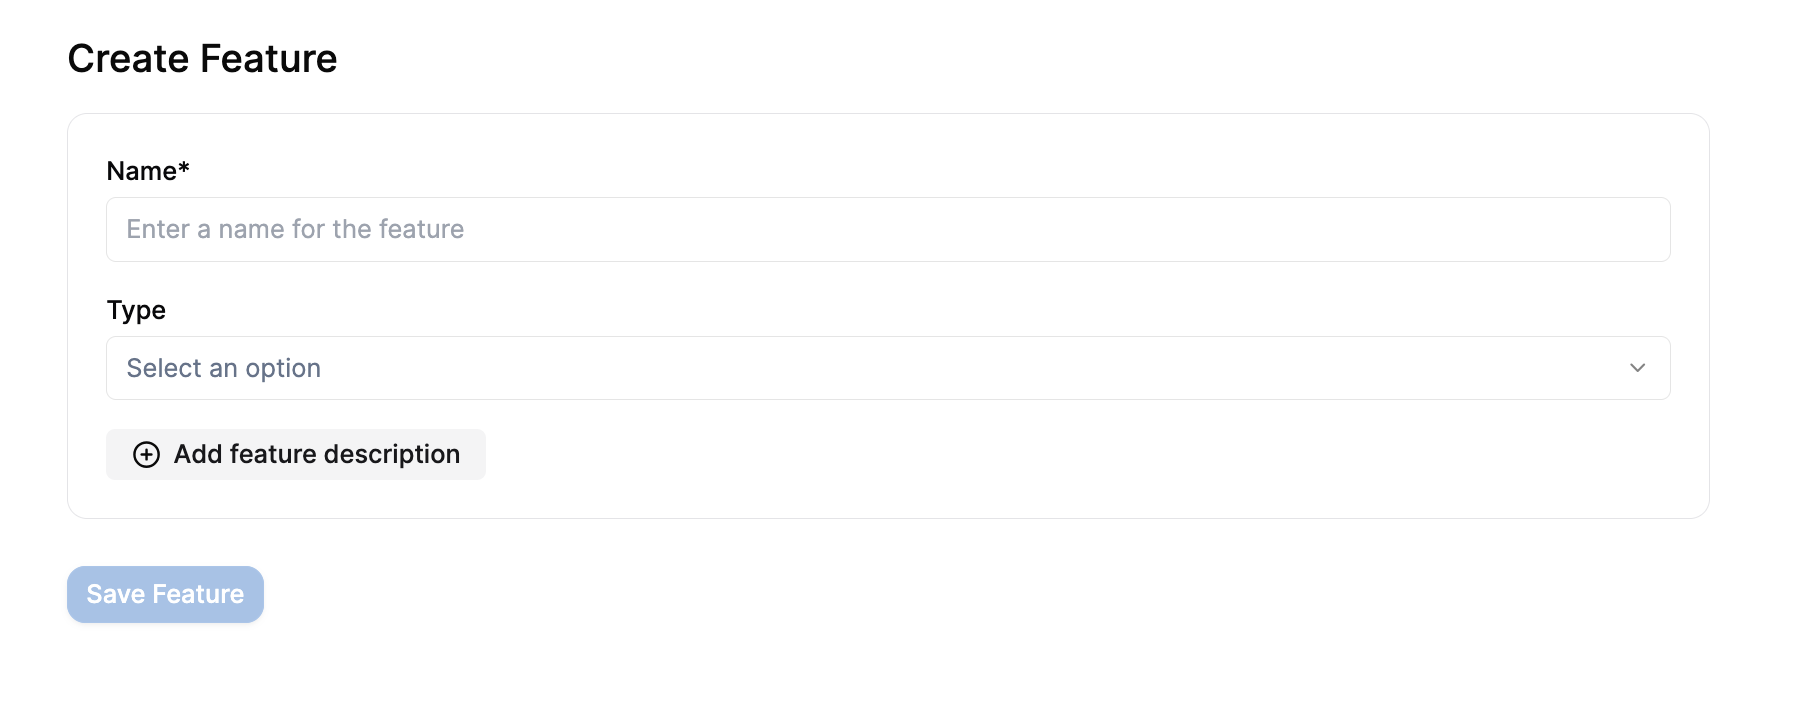 Create Feature
Name*
Enter a name for the feature
Type
Select an option
Add feature description
Save Feature